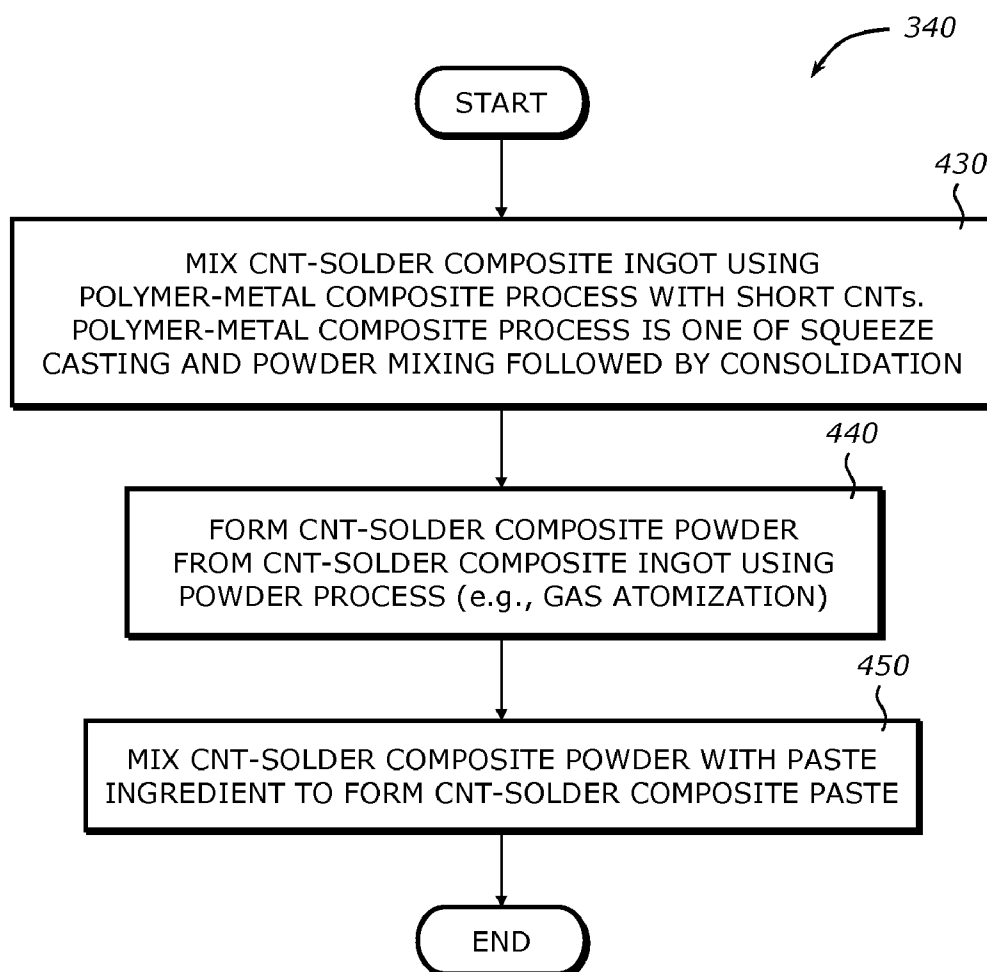 340
START
430
MIX CNT-SOLDER COMPOSITE INGOT USING
POLYMER-METAL COMPOSITE PROCESS WITH SHORT CNTs.
POLYMER-METAL COMPOSITE PROCESS IS ONE OF SQUEEZE
CASTING AND POWDER MIXING FOLLOWED BY CONSOLIDATION
440
FORM CNT-SOLDER COMPOSITE POWDER
FROM CNT-SOLDER COMPOSITE INGOT USING
POWDER PROCESS (e.g., GAS ATOMIZATION)
450
MIX CNT-SOLDER COMPOSITE POWDER WITH PASTE
INGREDIENT TO FORM CNT-SOLDER COMPOSITE PASTE
END